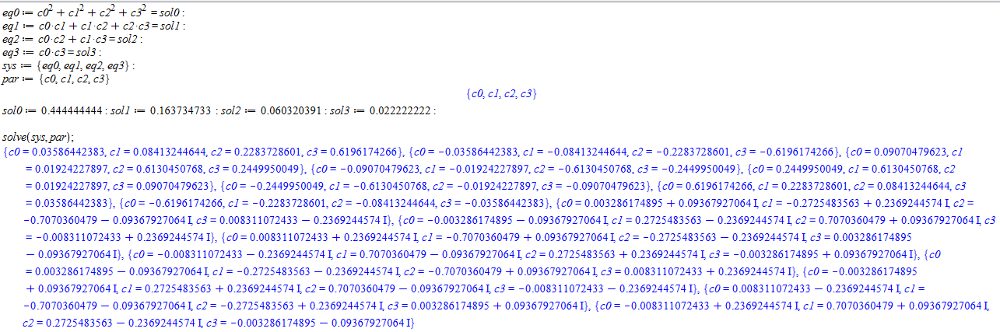 eq0 := c0² + c1² + c2² + c3² = sol0 :
eq1 := c0·c1 + c1·c2 + c2·c3 = sol1 :
eq2 := c0·c2 + c1·c3 = sol2 :
eq3 := c0·c3 = sol3 :
sys := {eq0, eq1, eq2, eq3} :
par := {c0, c1, c2, c3}
{c0, c1, c2, c3}
sol0 := 0.444444444 : sol1 := 0.163734733 : sol2 := 0.060320391 : sol3 := 0.022222222 :
solve(sys, par);
{c0 = 0.03586442383, c1 = 0.08413244644, c2 = 0.2283728601, c3 = 0.6196174266}, {c0 = −0.03586442383, c1 = −0.08413244644, c2 = −0.2283728601, c3 = −0.6196174266}, {c0 = 0.09070479623, c1
= 0.01924227897, c2 = 0.6130450768, c3 = 0.2449950049}, {c0 = −0.09070479623, c1 = −0.01924227897, c2 = −0.6130450768, c3 = −0.2449950049}, {c0 = 0.2449950049, c1 = 0.6130450768, c2
= 0.01924227897, c3 = 0.09070479623}, {c0 = −0.2449950049, c1 = −0.6130450768, c2 = −0.01924227897, c3 = −0.09070479623}, {c0 = 0.6196174266, c1 = 0.2283728601, c2 = 0.08413244644, c3
= 0.03586442383}, {c0 = −0.6196174266, c1 = −0.2283728601, c2 = −0.08413244644, c3 = −0.03586442383}, {c0 = 0.003286174895 + 0.09367927064 I, c1 = −0.2725483563 + 0.2369244574 I, c2 =
−0.7070360479 − 0.09367927064 I, c3 = 0.008311072433 − 0.2369244574 I}, {c0 = −0.003286174895 − 0.09367927064 I, c1 = 0.2725483563 − 0.2369244574 I, c2 = 0.7070360479 + 0.09367927064 I, c3
= −0.008311072433 + 0.2369244574 I}, {c0 = 0.008311072433 + 0.2369244574 I, c1 = −0.7070360479 + 0.09367927064 I, c2 = −0.2725483563 − 0.2369244574 I, c3 = 0.003286174895
− 0.09367927064 I}, {c0 = −0.008311072433 − 0.2369244574 I, c1 = 0.7070360479 − 0.09367927064 I, c2 = 0.2725483563 + 0.2369244574 I, c3 = −0.003286174895 + 0.09367927064 I}, {c0
= 0.003286174895 − 0.09367927064 I, c1 = −0.2725483563 − 0.2369244574 I, c2 = −0.7070360479 + 0.09367927064 I, c3 = 0.008311072433 + 0.2369244574 I}, {c0 = −0.003286174895
+ 0.09367927064 I, c1 = 0.2725483563 + 0.2369244574 I, c2 = 0.7070360479 − 0.09367927064 I, c3 = −0.008311072433 − 0.2369244574 I}, {c0 = 0.008311072433 − 0.2369244574 I, c1 =
−0.7070360479 − 0.09367927064 I, c2 = −0.2725483563 + 0.2369244574 I, c3 = 0.003286174895 + 0.09367927064 I}, {c0 = −0.008311072433 + 0.2369244574 I, c1 = 0.7070360479 + 0.09367927064 I,
c2 = 0.2725483563 − 0.2369244574 I, c3 = −0.003286174895 − 0.09367927064 I}